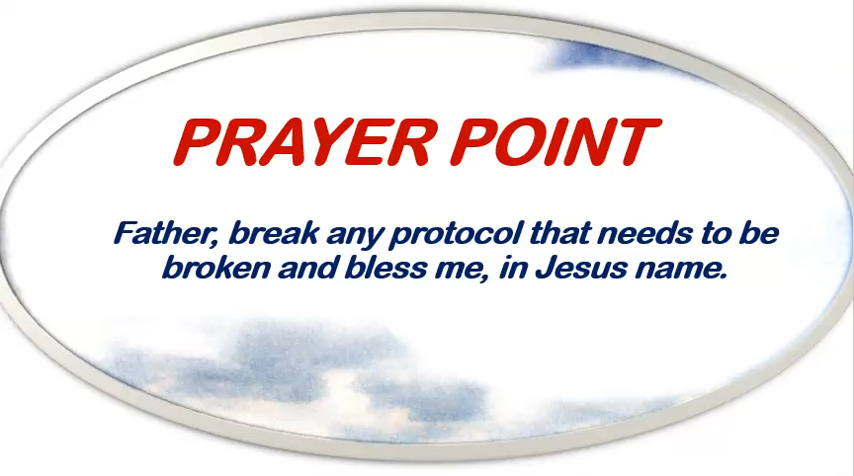 PRAYER POINT
Father, break any protocol that needs to be
broken and bless me, in Jesus name.